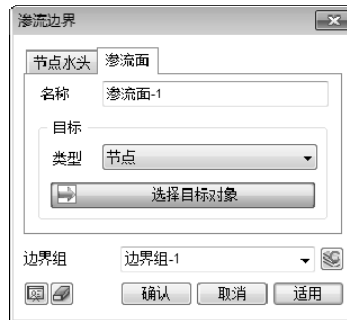 渗流边界
节点水头 渗流面
名称 渗流面-1
目标
类型 节点
选择目标对象
边界组 边界组-1
确认 取消 适用